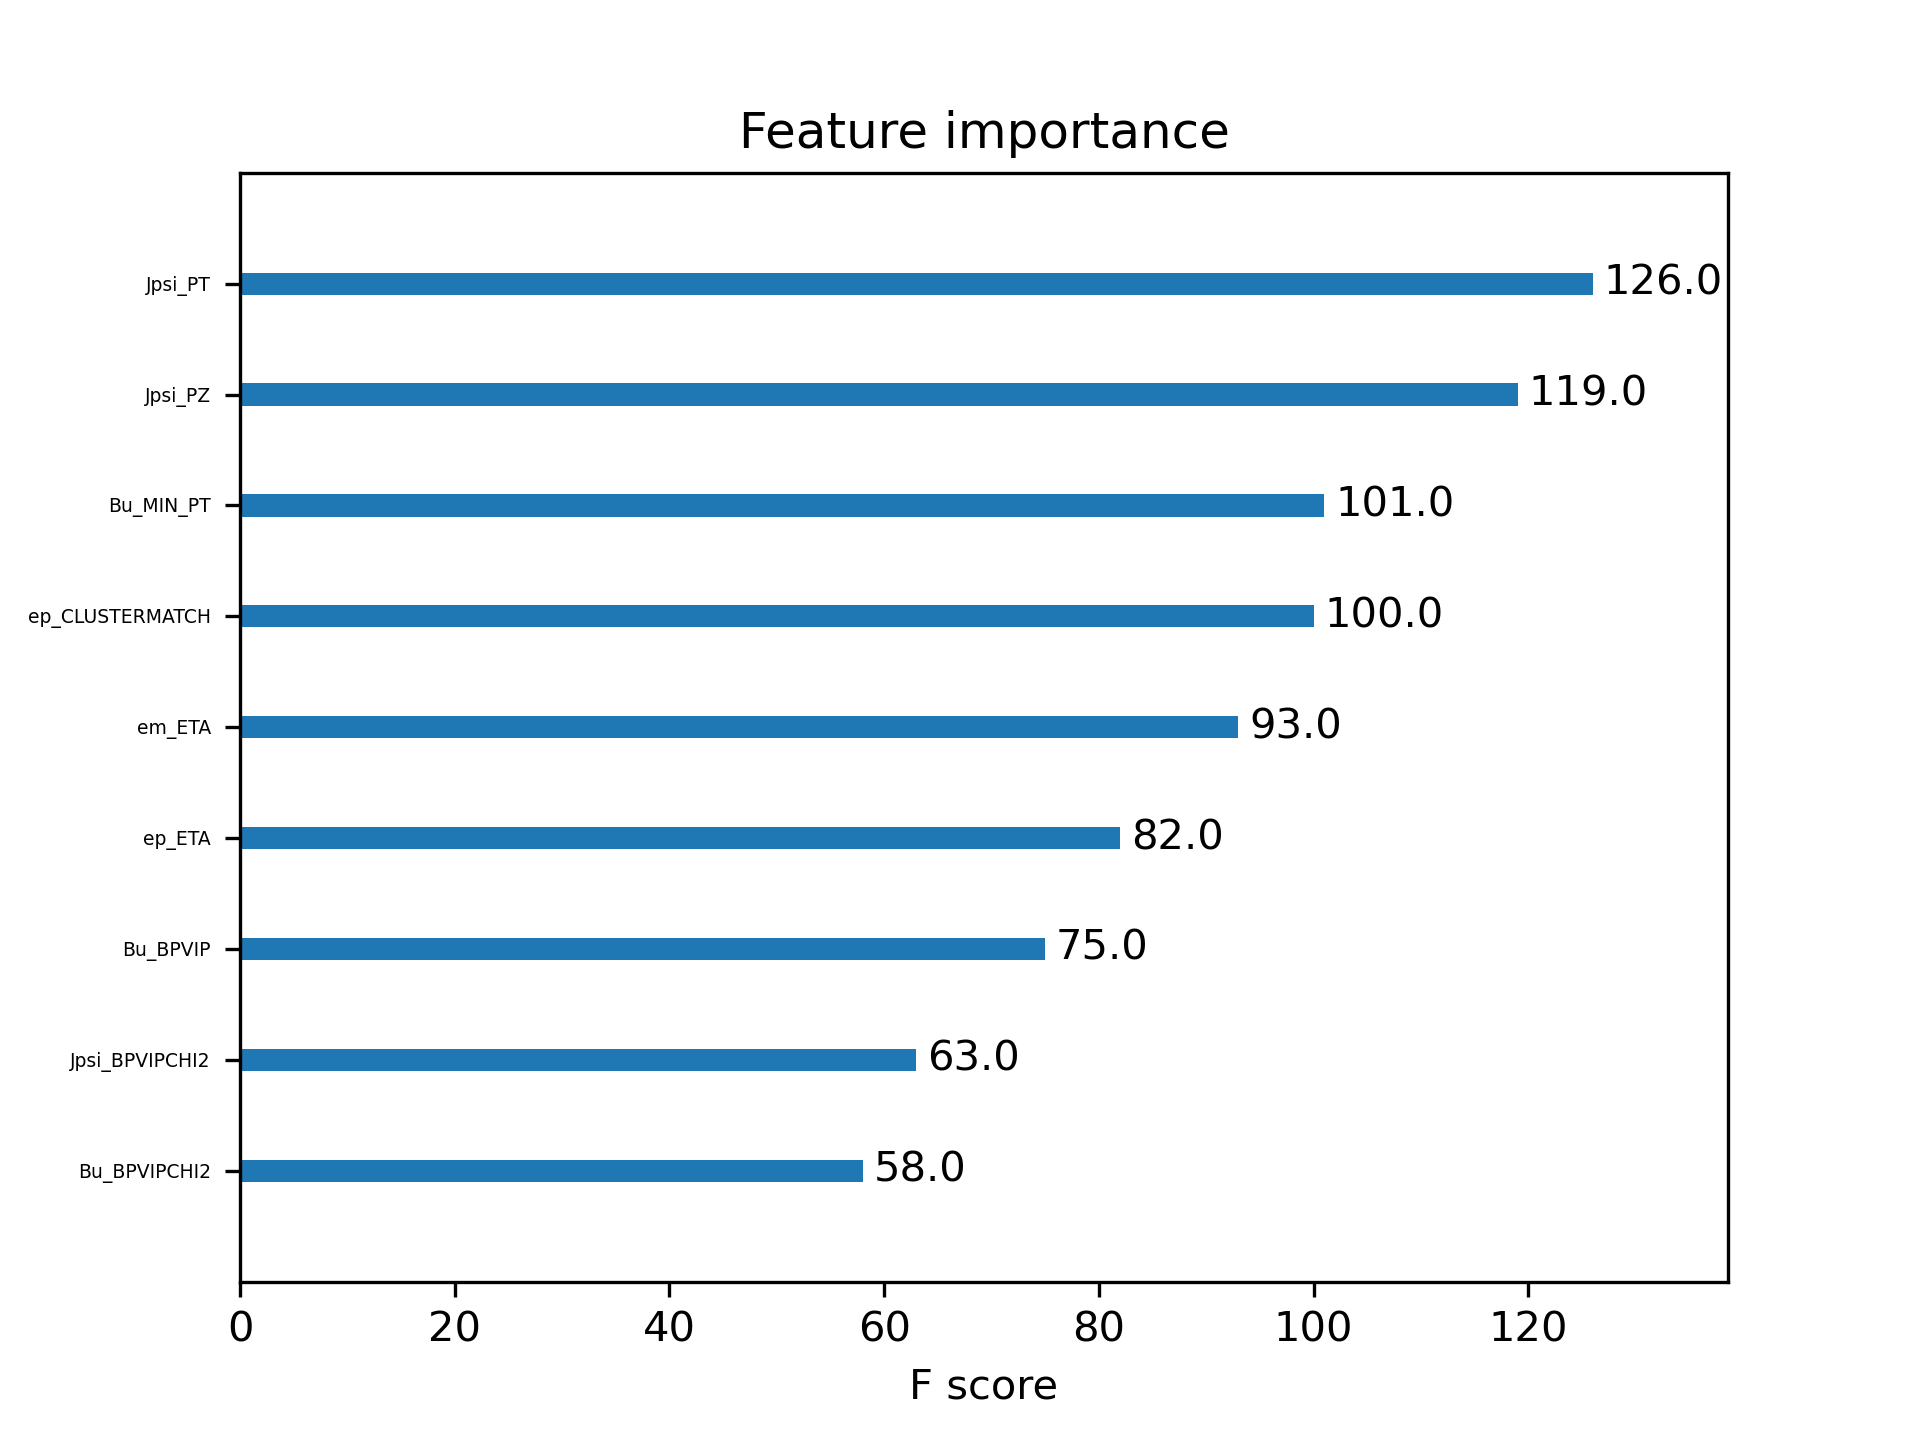 Feature importance
Jpsi_PT 126.0
Jpsi_PZ 119.0
Bu_MIN_PT 101.0
ep_CLUSTERMATCH 100.0
em_ETA 93.0
ep_ETA 82.0
Bu_BPVIP 75.0
Jpsi_BPVIPCHI2 63.0
Bu_BPVIPCHI2 58.0
0 20 40 60 80 100 120
F score